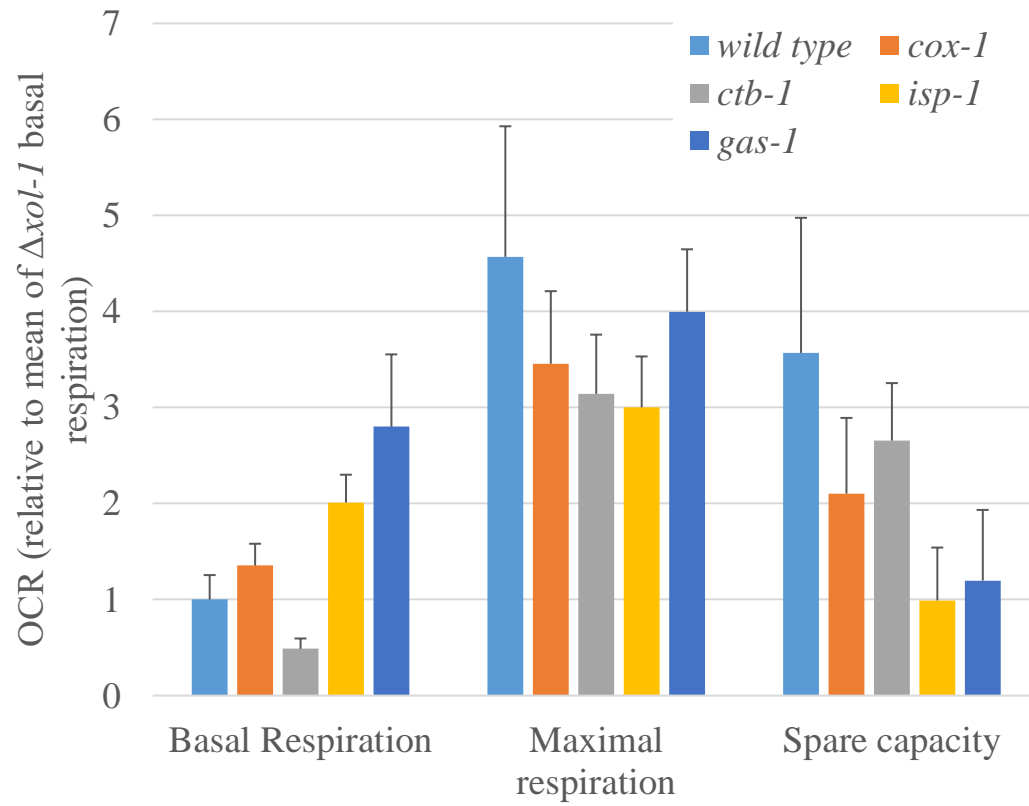 OCR (relative to mean of Δxol-1 basal
respiration)
7
6
5
4
3
2
1
0
wild type
cox-1
ctb-1
isp-1
gas-1
Basal Respiration
Maximal
respiration
Spare capacity